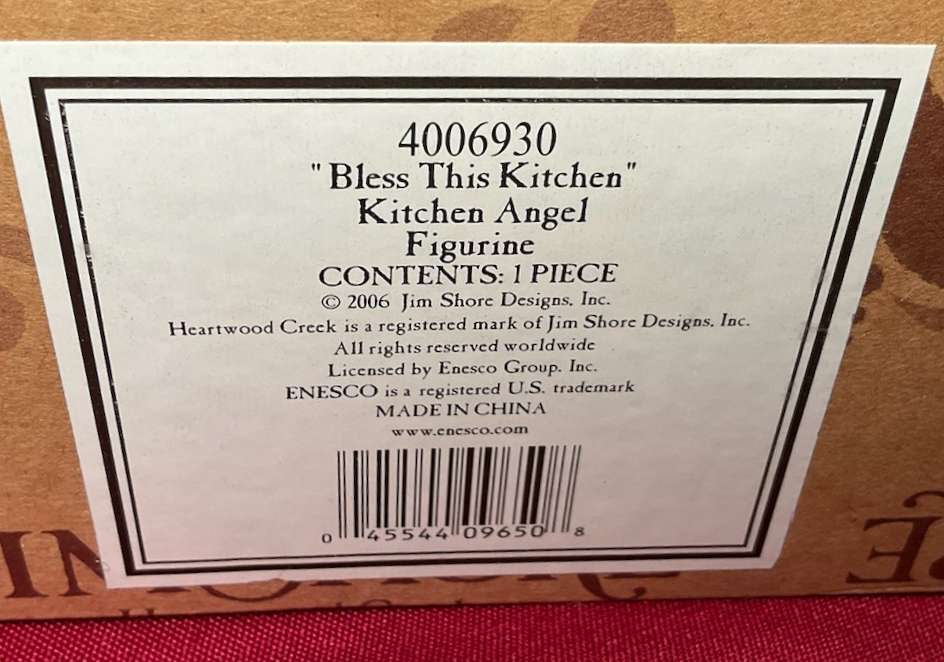 4006930
"Bless This Kitchen"
Kitchen Angel
Figurine
CONTENTS: 1 PIECE
© 2006 Jim Shore Designs, Inc.
Heartwood Creek is a registered mark of Jim Shore Designs, Inc.
All rights reserved worldwide
Licensed by Enesco Group, Inc.
ENESCO is a registered U.S. trademark
MADE IN CHINA
www.enesco.com
0 45544 09650 8